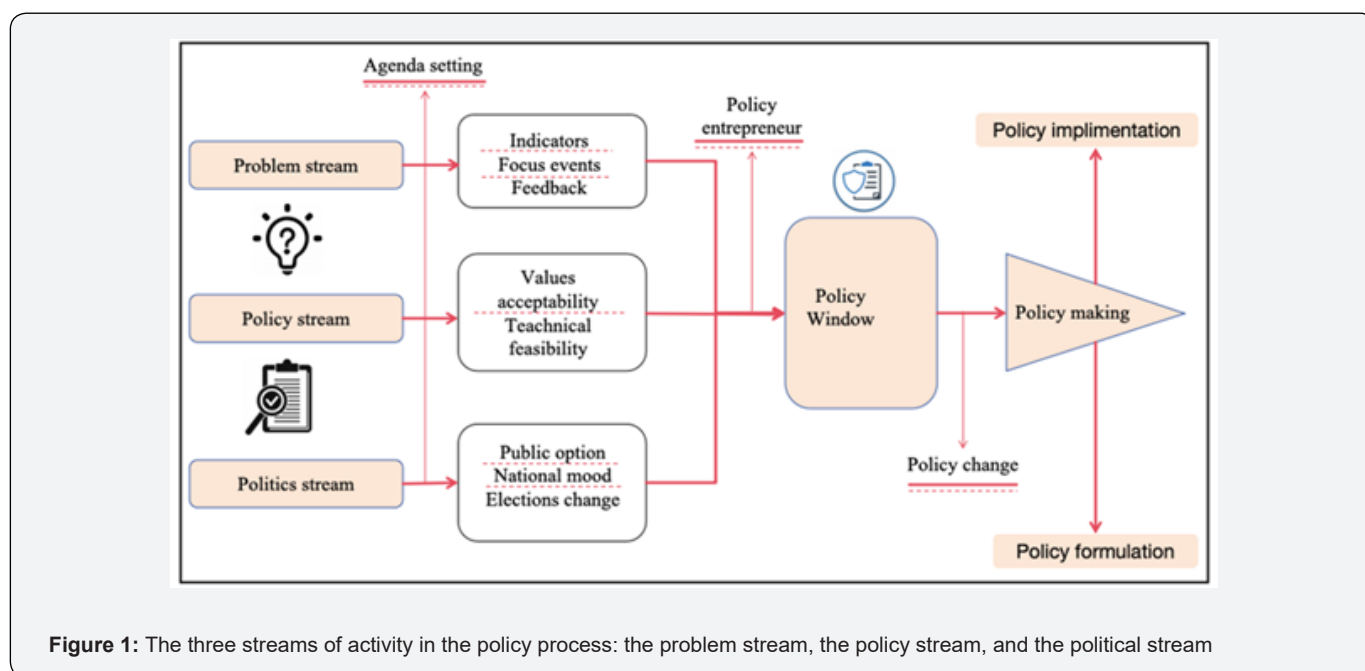 Agenda setting
Problem stream
Indicators
Focus events
Feedback
Policy
entrepreneur
Policy implimentation
?
Policy stream
Values
acceptability
Teachnical
feasibility
Policy
Window
Policy making
Politics stream
Public option
National mood
Elections change
Policy change
Policy formulation
Figure 1: The three streams of activity in the policy process: the problem stream, the policy stream, and the political stream